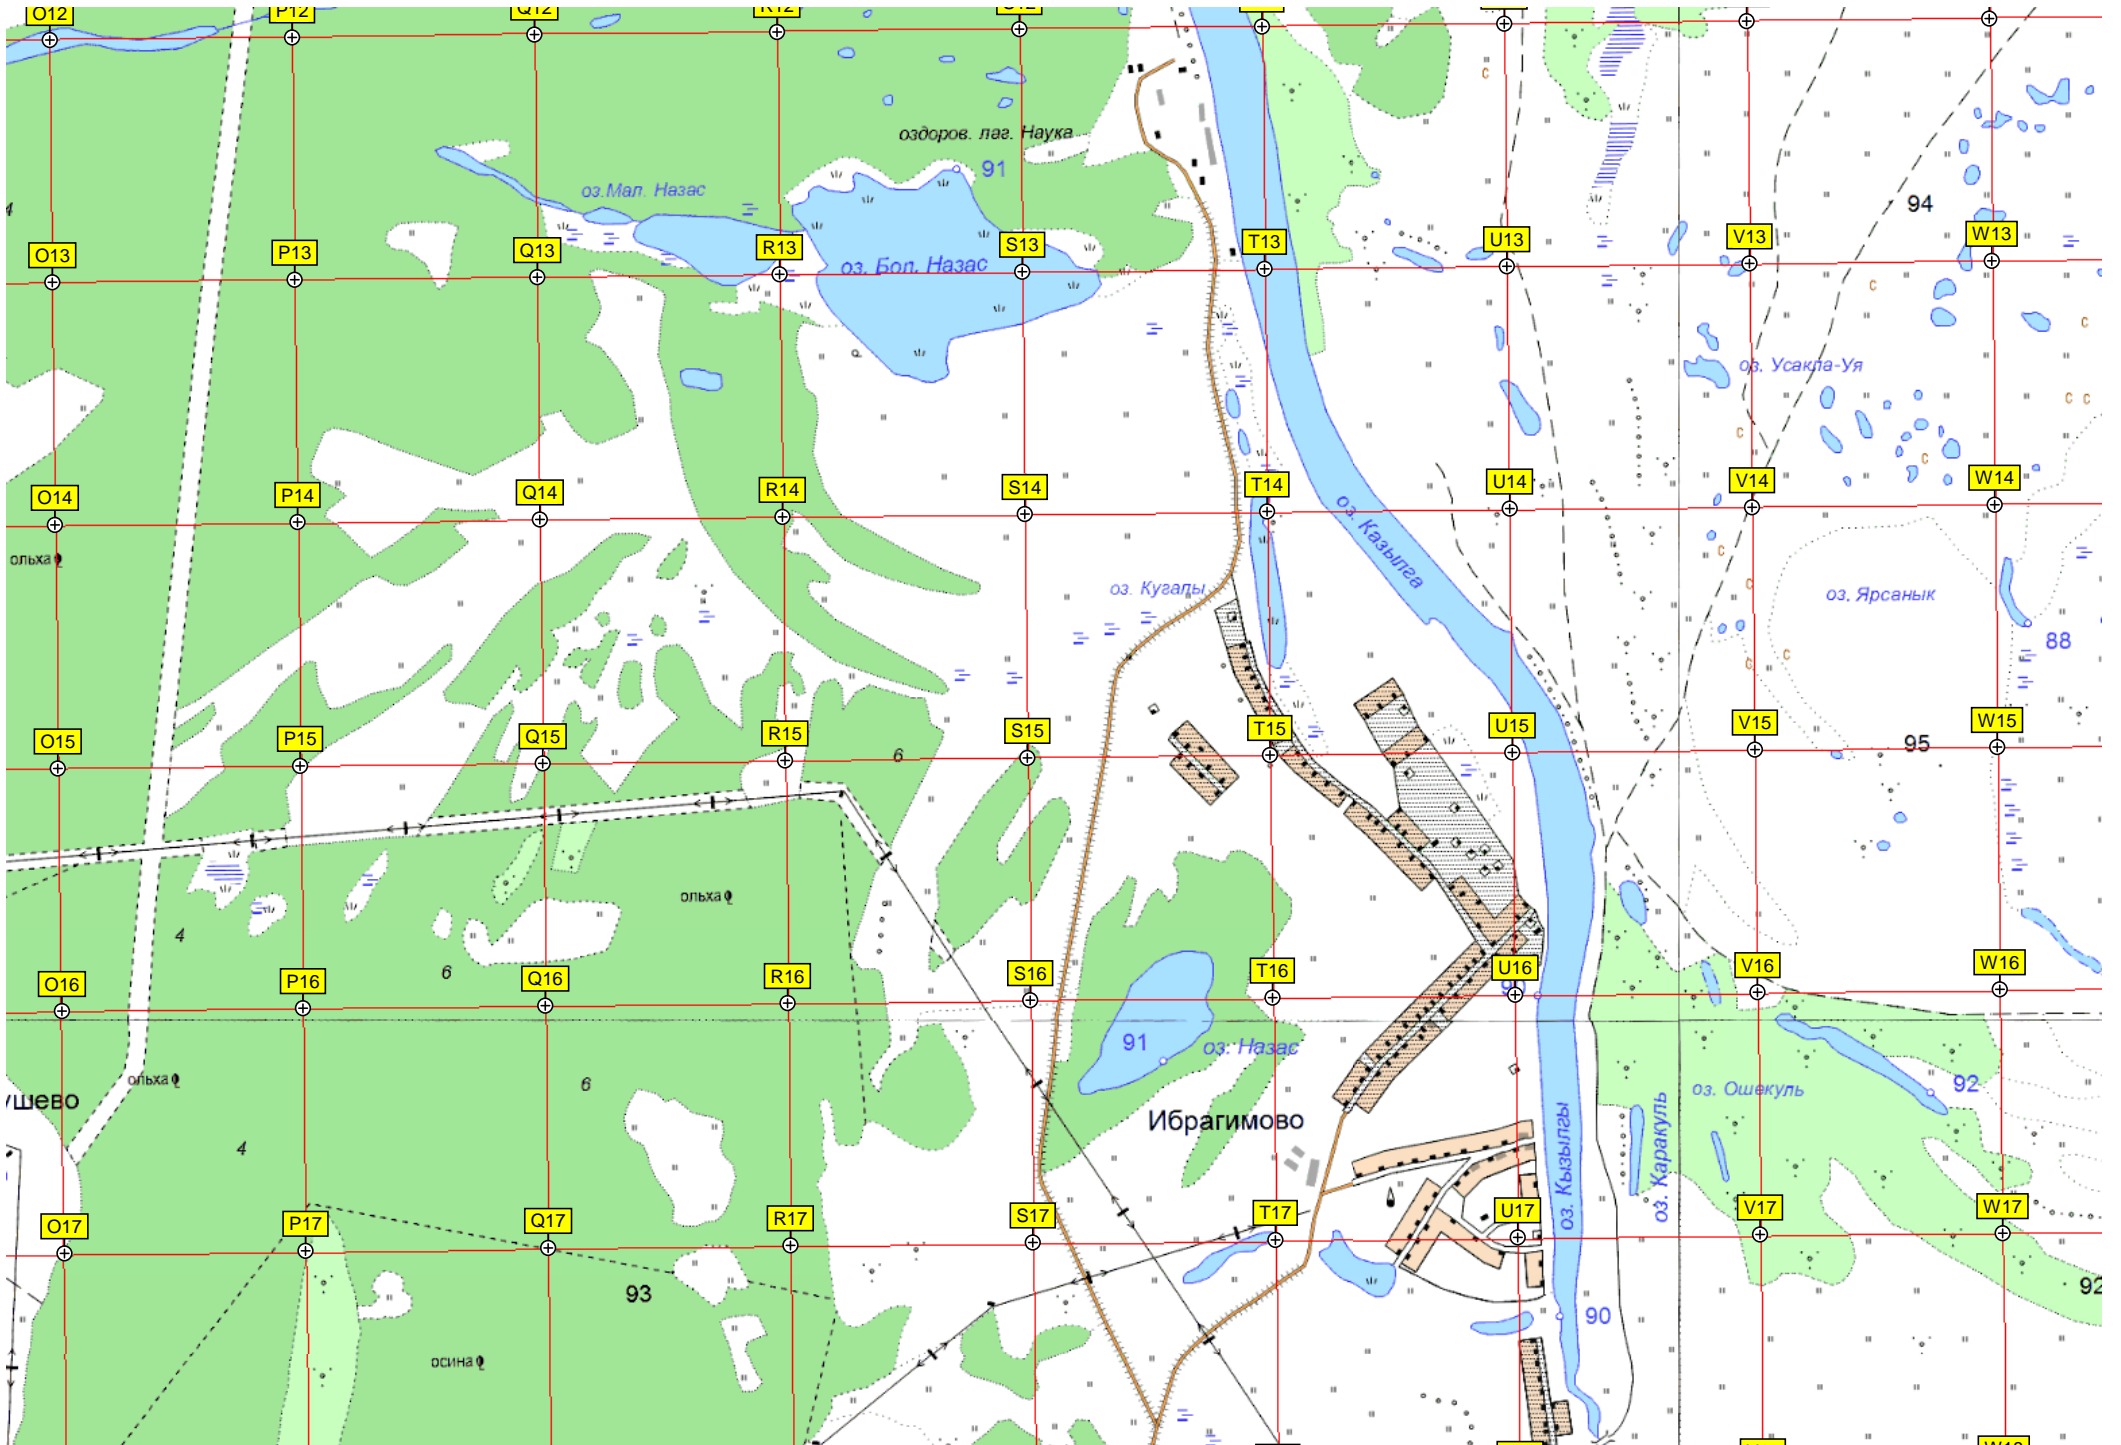 O12
P12
Q12
R12
S12
оздоров. лаг. Наука
91
оз.Мал. Назас
94
4
O13
P13
Q13
R13
S13
T13
U13
V13
W13
оз. Бол. Назас
С
С
С
оз. Усакла-Уя
С С
С
С
O14
P14
Q14
R14
S14
T14
U14
V14
W14
оз. Казылга
ольха
С
С
оз. Кугалы
оз. Ярсанык
88
С
С
O15
P15
Q15
R15
S15
T15
U15
V15
W15
6
95
ольха
4
6
O16
P16
Q16
R16
S16
T16
U16
V16
W16
91
оз. Назас
ольха
6
92
оз. Ошекуль
ушево
Ибрагимово
4
оз. Кызылгы
оз. Каракуль
O17
P17
Q17
R17
S17
T17
U17
V17
W17
93
92
90
осина